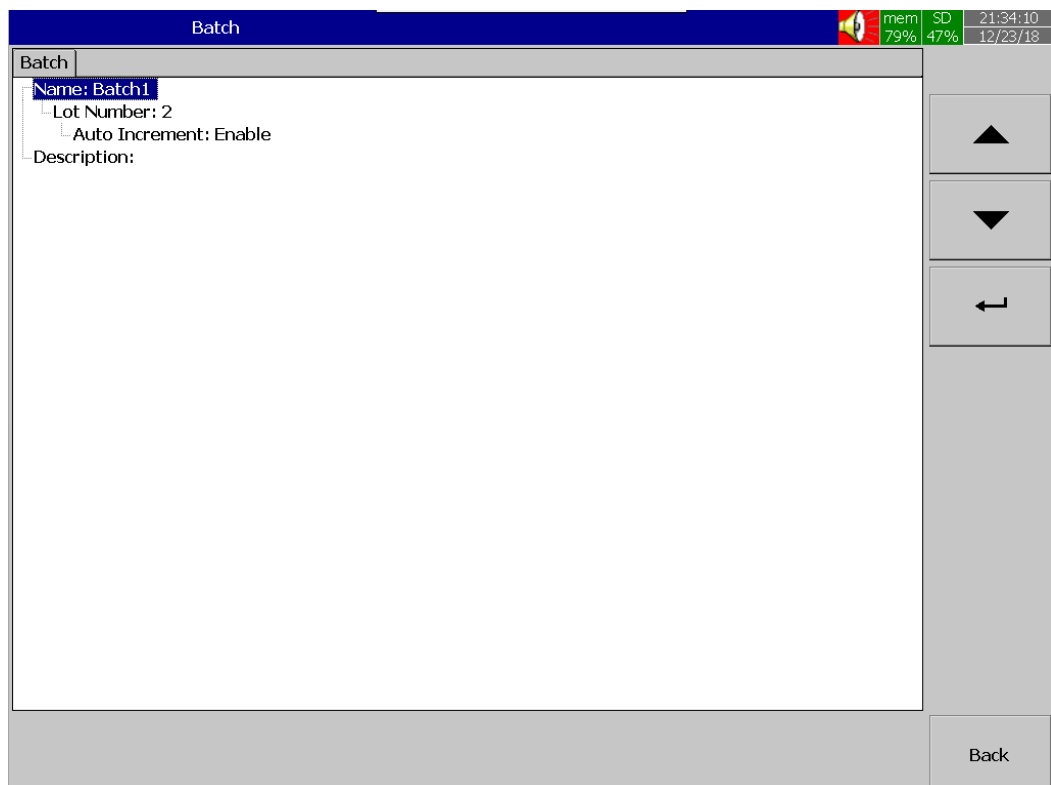 Batch
mem SD 21:34:10
79% 47% 12/23/18
Batch
Name: Batch1
Lot Number: 2
Auto Increment: Enable
Description:
Back